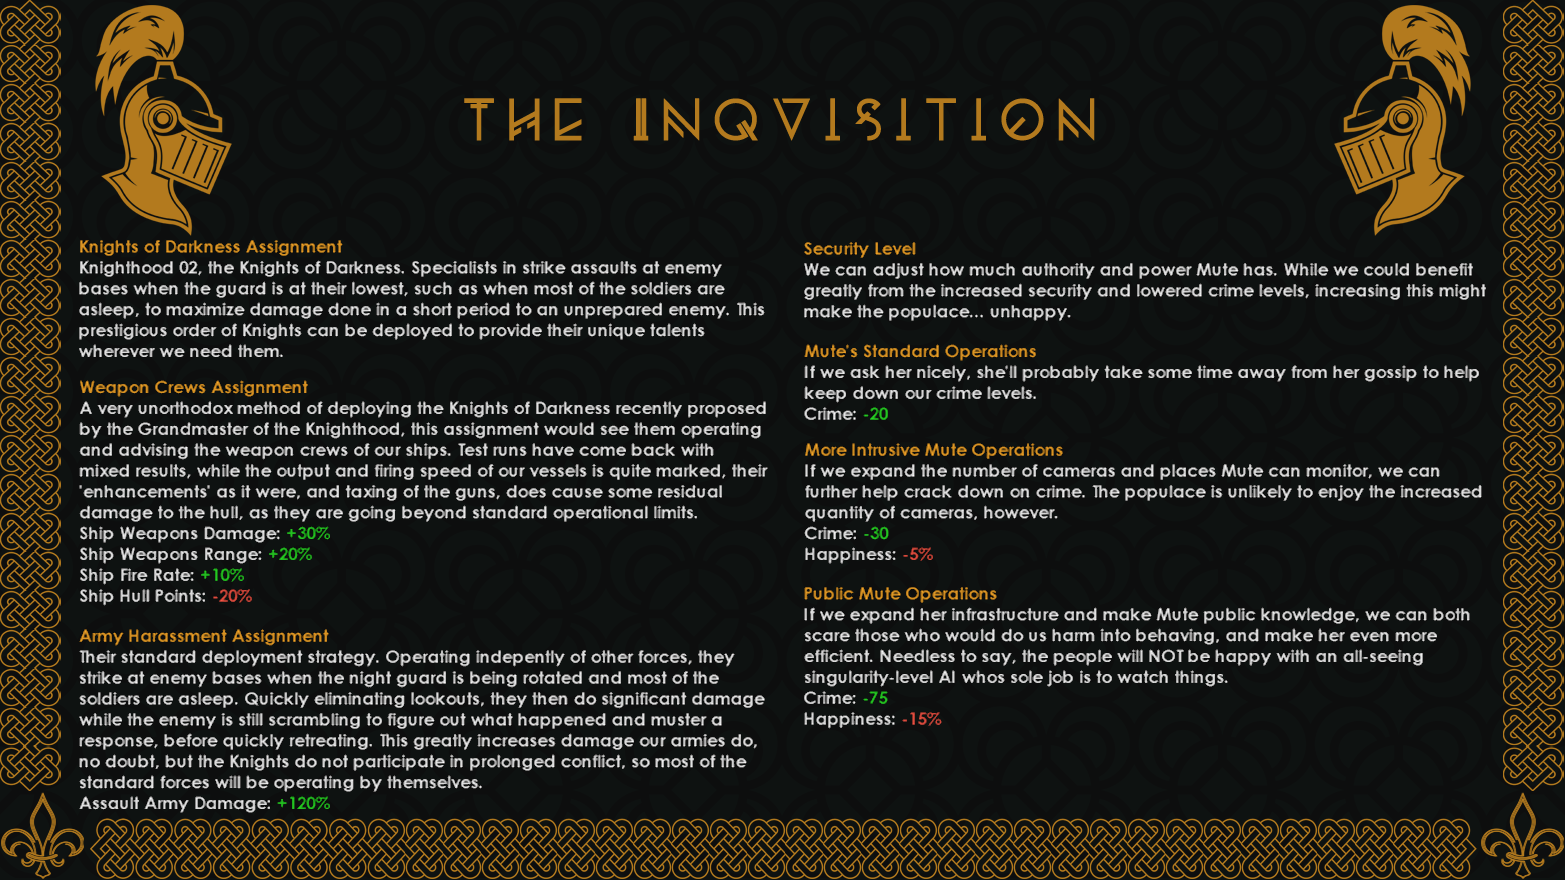 THE INQVISITION
Knights of Darkness Assignment
Knighthood 02, the Knights of Darkness. Specialists in strike assaults at enemy
bases when the guard is at their lowest, such as when most of the soldiers are
asleep, to maximize damage done in a short period to an unprepared enemy. This
prestigious order of Knights can be deployed to provide their unique talents
wherever we need them.
Weapon Crews Assignment
A very unorthodox method of deploying the Knights of Darkness recently proposed
by the Grandmaster of the Knighthood, this assignment would see them operating
and advising the weapon crews of our ships. Test runs have come back with
mixed results, while the output and firing speed of our vessels is quite marked, their
'enhancements' as it were, and taxing of the guns, does cause some residual
damage to the hull, as they are going beyond standard operational limits.
Ship Weapons Damage: +30%
Ship Weapons Range: +20%
Ship Fire Rate: +10%
Ship Hull Points: -20%
Army Harassment Assignment
Their standard deployment strategy. Operating indepently of other forces, they
strike at enemy bases when the night guard is being rotated and most of the
soldiers are asleep. Quickly eliminating lookouts, they then do significant damage
while the enemy is still scrambling to figure out what happened and muster a
response, before quickly retreating. This greatly increases damage our armies do,
no doubt, but the Knights do not participate in prolonged conflict, so most of the
standard forces will be operating by themselves.
Assault Army Damage: +120%
Security Level
We can adjust how much authority and power Mute has. While we could benefit
greatly from the increased security and lowered crime levels, increasing this might
make the populace... unhappy.
Mute's Standard Operations
If we ask her nicely, she'll probably take some time away from her gossip to help
keep down our crime levels.
Crime: -20
More Intrusive Mute Operations
If we expand the number of cameras and places Mute can monitor, we can
further help crack down on crime. The populace is unlikely to enjoy the increased
quantity of cameras, however.
Crime: -30
Happiness: -5%
Public Mute Operations
If we expand her infrastructure and make Mute public knowledge, we can both
scare those who would do us harm into behaving, and make her even more
efficient. Needless to say, the people will NOT be happy with an all-seeing
singularity-level AI whos sole job is to watch things.
Crime: -75
Happiness: -15%